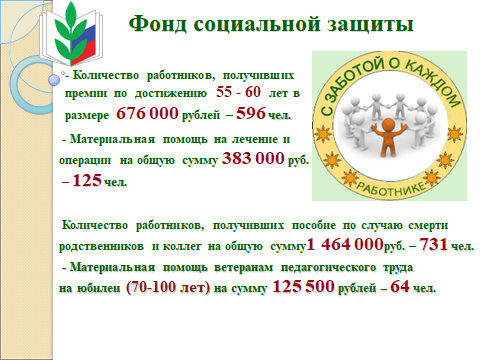 Фонд социальной защиты
- Количество работников, получивших
премии по достижению 55 - 60 лет в
размере 676 000 рублей – 596 чел.
- Материальная помощь на лечение и
операции на общую сумму 383 000 руб.
– 125 чел.
С ЗАБОТОЙ О КАЖДОМ
РАБОТНИКЕ
Количество работников, получивших пособие по случаю смерти
родственников и коллег на общую сумму1 464 000руб. – 731 чел.
- Материальная помощь ветеранам педагогического труда
на юбилеи (70-100 лет) на сумму 125 500 рублей – 64 чел.